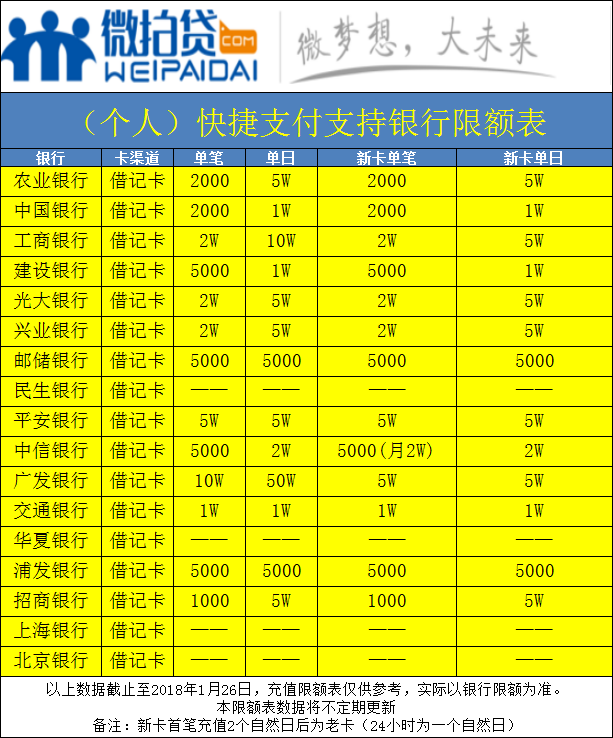 微拍贷.COM
WEIPAIDAI
微梦想，大未来
（个人）快捷支付支持银行限额表
银行 卡渠道 单笔 单日 新卡单笔 新卡单日
农业银行 借记卡 2000 5W 2000 5W
中国银行 借记卡 2000 1W 2000 1W
工商银行 借记卡 2W 10W 2W 5W
建设银行 借记卡 5000 1W 5000 1W
光大银行 借记卡 2W 5W 2W 5W
兴业银行 借记卡 2W 5W 2W 5W
邮储银行 借记卡 5000 5000 5000 5000
民生银行 借记卡 —— —— —— ——
平安银行 借记卡 5W 5W 5W 5W
中信银行 借记卡 5000 2W 5000(月2W) 2W
广发银行 借记卡 10W 50W 5W 5W
交通银行 借记卡 1W 1W 1W 1W
华夏银行 借记卡 —— —— —— ——
浦发银行 借记卡 5000 5000 5000 5000
招商银行 借记卡 1000 5W 1000 5W
上海银行 借记卡 —— —— —— ——
北京银行 借记卡 —— —— —— ——
以上数据截止至2018年1月26日，充值限额表仅供参考，实际以银行限额为准。
本限额表数据将不定期更新
备注：新卡首笔充值2个自然日后为老卡（24小时为一个自然日）